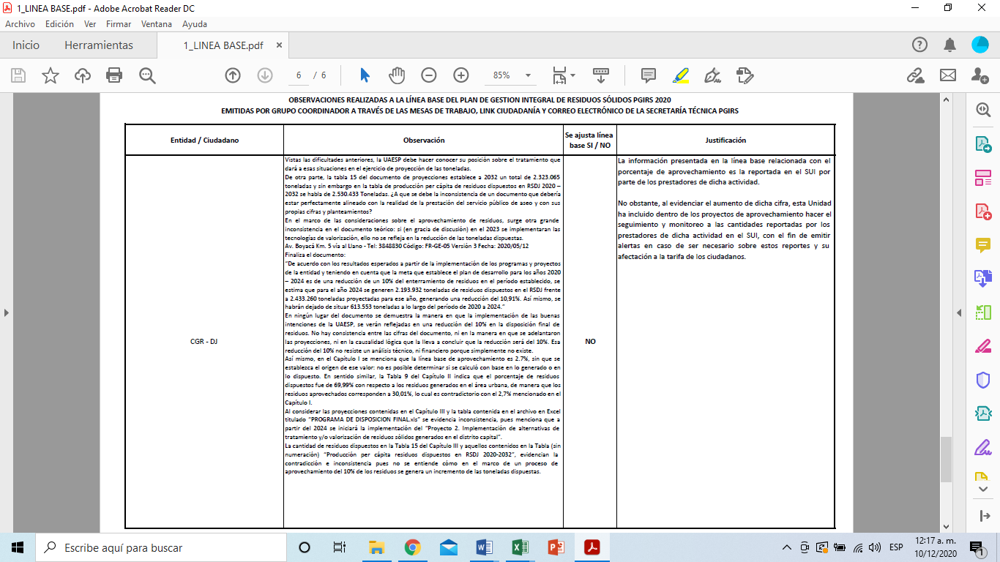 1_LINEA BASE.pdf - Adobe Acrobat Reader DC
Archivo Edición Ver Firmar Ventana Ayuda
Inicio Herramientas 1_LINEA BASE.pdf ×
6 / 6 85%
OBSERVACIONES REALIZADAS A LA LÍNEA BASE DEL PLAN DE GESTION INTEGRAL DE RESIDUOS SÓLIDOS PGIRS 2020
EMITIDAS POR GRUPO COORDINADOR A TRAVÉS DE LAS MESAS DE TRABAJO, LINK CIUDADANÍA Y CORREO ELECTRÓNICO DE LA SECRETARÍA TÉCNICA PGIRS
Entidad / Ciudadano
Observación
Se ajusta línea
base SI / NO
Justificación
CGR - DJ
Vistas las dificultades anteriores, la UAESP debe hacer conocer su posición sobre el tratamiento que
dará a esas situaciones en el ejercicio de proyección de las toneladas.
De otra parte, la tabla 15 del documento de proyecciones establece a 2032 un total de 2.323.065
toneladas y sin embargo en la tabla de producción per cápita de residuos dispuestos en RSDJ 2020 –
2032 se habla de 2.530.433 Toneladas. ¿A que se debe la inconsistencia de un documento que debería
estar perfectamente alineado con la realidad de la prestación del servicio público de aseo y con sus
propias cifras y planteamientos?
En el marco de las consideraciones sobre el aprovechamiento de residuos, surge otra grande
inconsistencia en el documento teórico: si (en gracia de discusión) en el 2023 se implementaran las
tecnologías de valorización, ello no se refleja en la reducción de las toneladas dispuestas.
Av. Boyacá Km. 5 vía al Llano - Tel: 3848830 Código: FR-GE-05 Versión 3 Fecha: 2020/05/12
Finaliza el documento:
"De acuerdo con los resultados esperados a partir de la implementación de los programas y proyectos
de la entidad y teniendo en cuenta que la meta que establece el plan de desarrollo para los años 2020
– 2024 es de una reducción de un 10% del enterramiento de residuos en el período establecido, se
estima que para el año 2024 se generen 2.193.932 toneladas de residuos dispuestos en el RSDJ frente
a 2.433.260 toneladas proyectadas para ese año, generando una reducción del 10,91%. Así mismo, se
habrán dejado de situar 613.553 toneladas a lo largo del período de 2020 a 2024."
En ningún lugar del documento se demuestra la manera en que la implementación de las buenas
intenciones de la UAESP, se verán reflejadas en una reducción del 10% en la disposición final de
residuos. No hay consistencia entre las cifras del documento, ni en la manera en que se adelantaron
las proyecciones, ni en la causalidad lógica que la lleva a concluir que la reducción será del 10%. Esa
reducción del 10% no resiste un análisis técnico, ni financiero porque simplemente no existe.
Así mismo, en el Capítulo I se menciona que la línea base de aprovechamiento es 2.7%, sin que se
establezca el origen de ese valor: no es posible determinar si se calculó con base en lo generado o en
lo dispuesto. En sentido similar, la Tabla 9 del Capítulo II indica que el porcentaje de residuos
dispuestos fue de 69,99% con respecto a los residuos generados en el área urbana, de manera que los
residuos aprovechados corresponden a 30,01%, lo cual es contradictorio con el 2,7% mencionado en el
Capítulo I.
Al considerar las proyecciones contenidas en el Capítulo III y la tabla contenida en el archivo en Excel
titulado "PROGRAMA DE DISPOSICION FINAL.xls" se evidencia inconsistencia, pues menciona que a
partir del 2024 se iniciará la implementación del "Proyecto 2. Implementación de alternativas de
tratamiento y/o valorización de residuos sólidos generados en el distrito capital".
La cantidad de residuos dispuestos en la Tabla 15 del Capítulo III y aquellos contenidos en la Tabla (sin
numeración) "Producción per cápita residuos dispuestos en RSDJ 2020-2032", evidencian la
contradicción e inconsistencia pues no se entiende cómo en el marco de un proceso de
aprovechamiento del 10% de los residuos se genera un incremento de las toneladas dispuestas.
NO
La información presentada en la línea base relacionada con el
porcentaje de aprovechamiento es la reportada en el SUI por
parte de los prestadores de dicha actividad.
No obstante, al evidenciar el aumento de dicha cifra, esta Unidad
ha incluido dentro de los proyectos de aprovechamiento hacer el
seguimiento y monitoreo a las cantidades reportadas por los
prestadores de dicha actividad en el SUI, con el fin de emitir
alertas en caso de ser necesario sobre estos reportes y su
afectación a la tarifa de los ciudadanos.
Escribe aquí para buscar
ESP
12:17 a. m.
10/12/2020
1